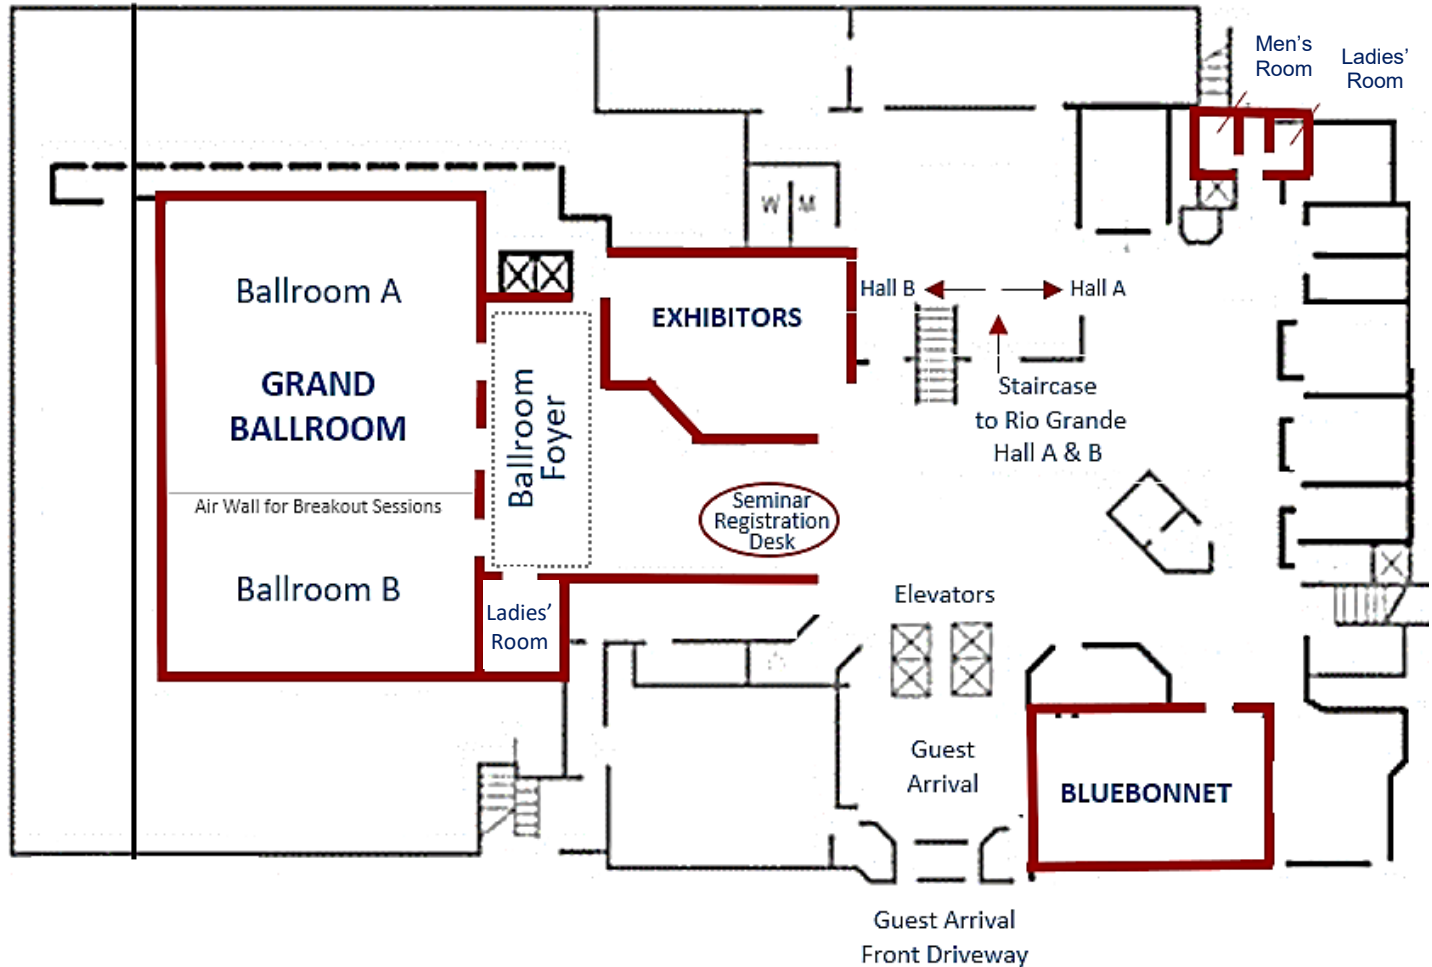 Men's
Room
Ladies'
Room
W
M
Ballroom A
Hall B
Hall A
EXHIBITORS
GRAND
BALLROOM
Ballroom
Foyer
Staircase
to Rio Grande
Hall A & B
Air Wall for Breakout Sessions
Seminar
Registration
Desk
Ballroom B
Elevators
Ladies'
Room
Guest
Arrival
BLUEBONNET
Guest Arrival
Front Driveway